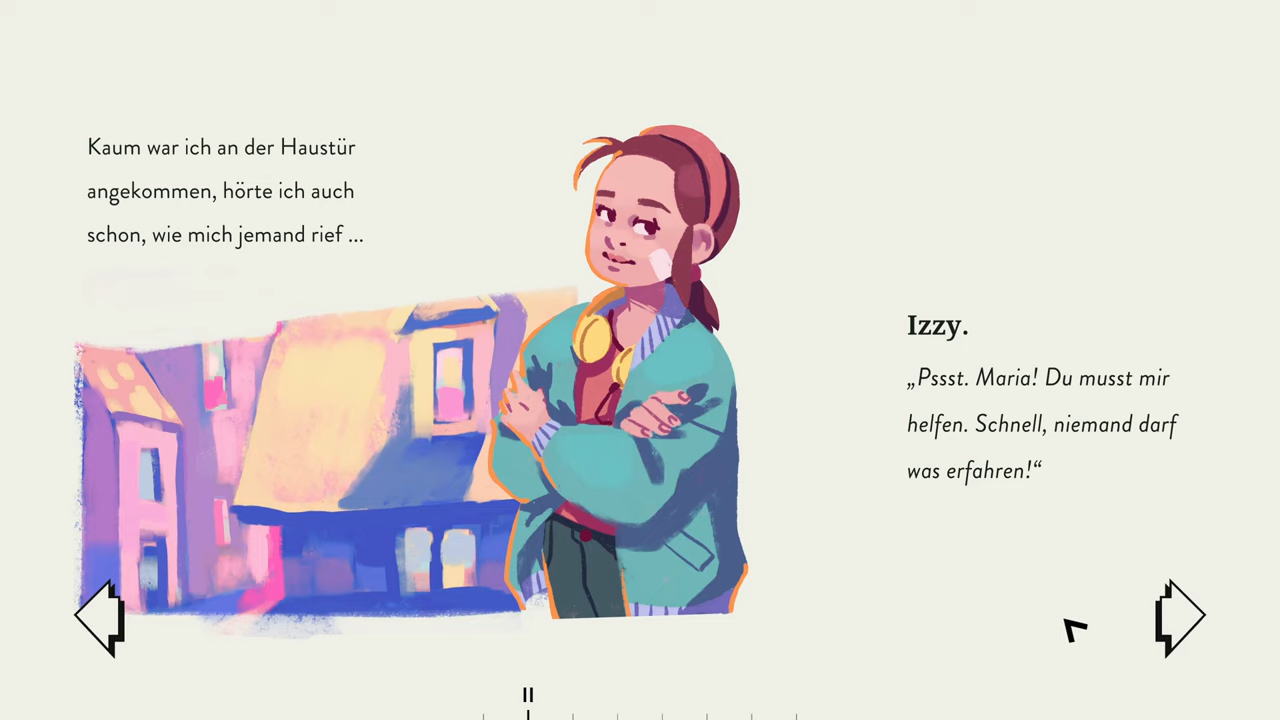 Kaum war ich an der Haustür
angekommen, hörte ich auch
schon, wie mich jemand rief ...
Izzy.
„Pssst. Maria! Du musst mir
helfen. Schnell, niemand darf
was erfahren!“
II